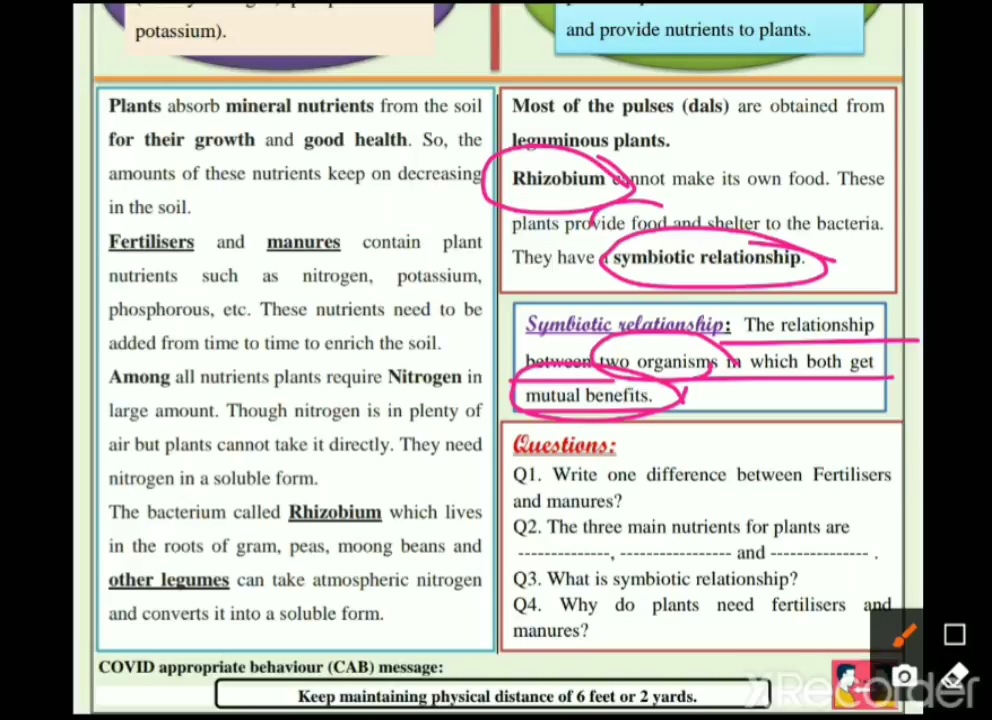 potassium).
and provide nutrients to plants.
Plants absorb mineral nutrients from the soil
for their growth and good health. So, the
amounts of these nutrients keep on decreasing
in the soil.
Fertilisers and manures contain plant
nutrients such as nitrogen, potassium,
phosphorous, etc. These nutrients need to be
added from time to time to enrich the soil.
Among all nutrients plants require Nitrogen in
large amount. Though nitrogen is in plenty of
air but plants cannot take it directly. They need
nitrogen in a soluble form.
The bacterium called Rhizobium which lives
in the roots of gram, peas, moong beans and
other legumes can take atmospheric nitrogen
and converts it into a soluble form.
Most of the pulses (dals) are obtained from
leguminous plants.
Rhizobium cannot make its own food. These
plants provide food and shelter to the bacteria.
They have a symbiotic relationship.
Symbiotic relationship: The relationship
between two organisms in which both get
mutual benefits.
Questions:
Q1. Write one difference between Fertilisers
and manures?
Q2. The three main nutrients for plants are
--------------, ----------------- and --------------- .
Q3. What is symbiotic relationship?
Q4. Why do plants need fertilisers and
manures?
COVID appropriate behaviour (CAB) message:
Keep maintaining physical distance of 6 feet or 2 yards.
XRecorder